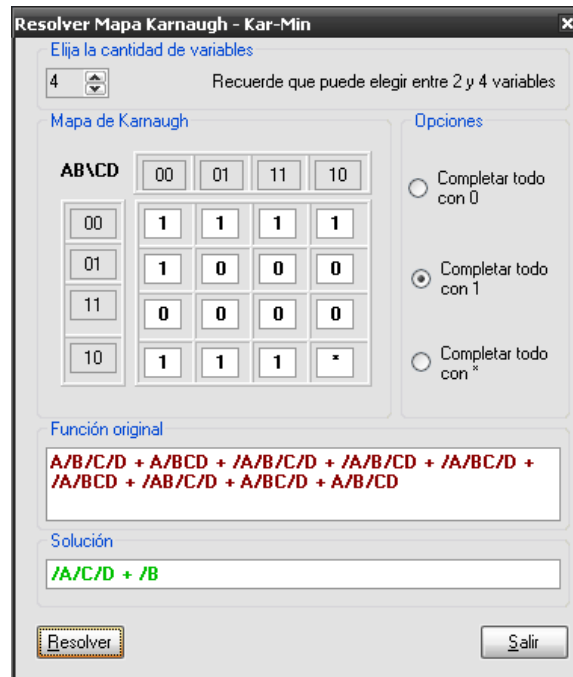 Resolver Mapa Karnaugh - Kar-Min
Elija la cantidad de variables
4 Recuerde que puede elegir entre 2 y 4 variables
Mapa de Karnaugh
AB\CD 00 01 11 10
00 1 1 1 1
01 1 0 0 0
11 0 0 0 0
10 1 1 1 *
Opciones
Completar todo
con 0
Completar todo
con 1
Completar todo
con *
Función original
A/B/C/D + A/BCD + /A/B/C/D + /A/B/CD + /A/BC/D +
/A/BCD + /AB/C/D + A/BC/D + A/B/CD
Solución
/A/C/D + /B
Resolver Salir